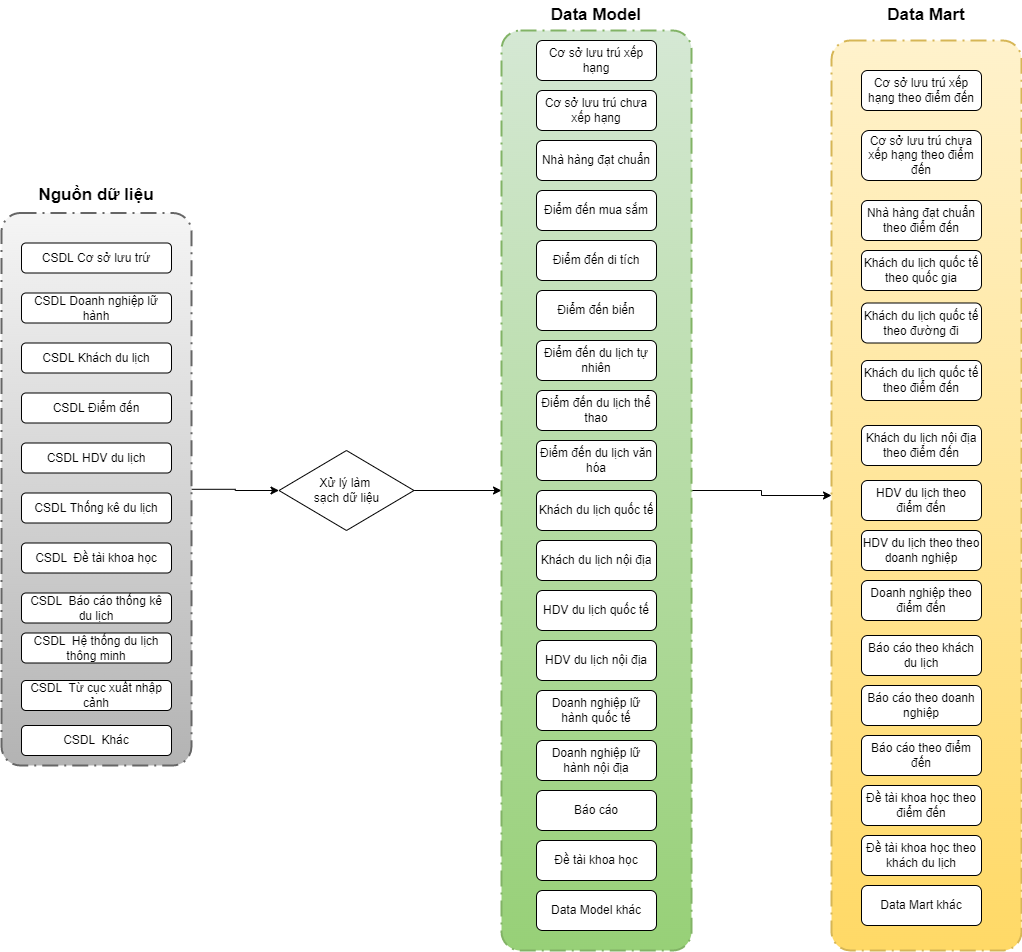 Nguồn dữ liệu
CSDL Cơ sở lưu trứ
CSDL Doanh nghiệp lữ
hành
CSDL Khách du lịch
CSDL Điểm đến
CSDL HDV du lịch
CSDL Thống kê du lịch
CSDL Đề tài khoa học
CSDL Báo cáo thống kê
du lịch
CSDL Hệ thống du lịch
thông minh
CSDL Từ cục xuất nhập
cảnh
CSDL Khác
Xử lý làm
sạch dữ liệu
Data Model
Cơ sở lưu trú xếp
hạng
Cơ sở lưu trú chưa
xếp hạng
Nhà hàng đạt chuẩn
Điểm đến mua sắm
Điểm đến di tích
Điểm đến biển
Điểm đến du lịch tự
nhiên
Điểm đến du lịch thể
thao
Điểm đến du lịch văn
hóa
Khách du lịch quốc tế
Khách du lịch nội địa
HDV du lịch quốc tế
HDV du lịch nội địa
Doanh nghiệp lữ
hành quốc tế
Doanh nghiệp lữ
hành nội địa
Báo cáo
Đề tài khoa học
Data Model khác
Data Mart
Cơ sở lưu trú xếp
hạng theo điểm đến
Cơ sở lưu trú chưa
xếp hạng theo điểm
đến
Nhà hàng đạt chuẩn
theo điểm đến
Khách du lịch quốc tế
theo quốc gia
Khách du lịch quốc tế
theo đường đi
Khách du lịch quốc tế
theo điểm đến
Khách du lịch nội địa
theo điểm đến
HDV du lịch theo
điểm đến
HDV du lịch theo theo
doanh nghiệp
Doanh nghiệp theo
điểm đến
Báo cáo theo khách
du lịch
Báo cáo theo doanh
nghiệp
Báo cáo theo điểm
đến
Đề tài khoa học theo
điểm đến
Đề tài khoa học theo
khách du lịch
Data Mart khác